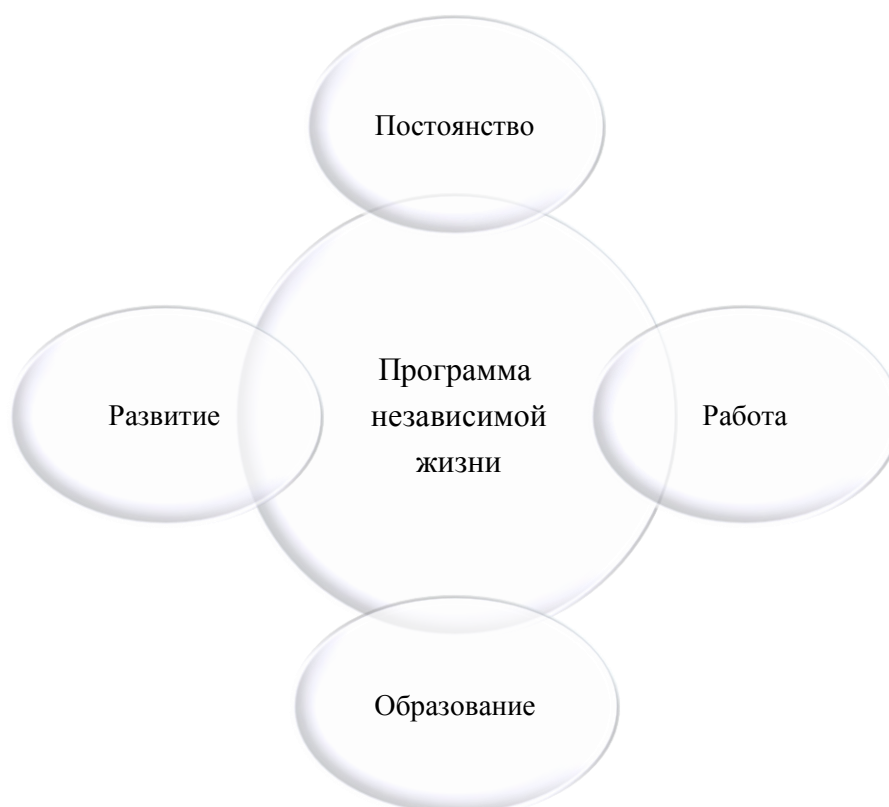 Постоянство
Развитие
Программа
независимой
жизни
Работа
Образование